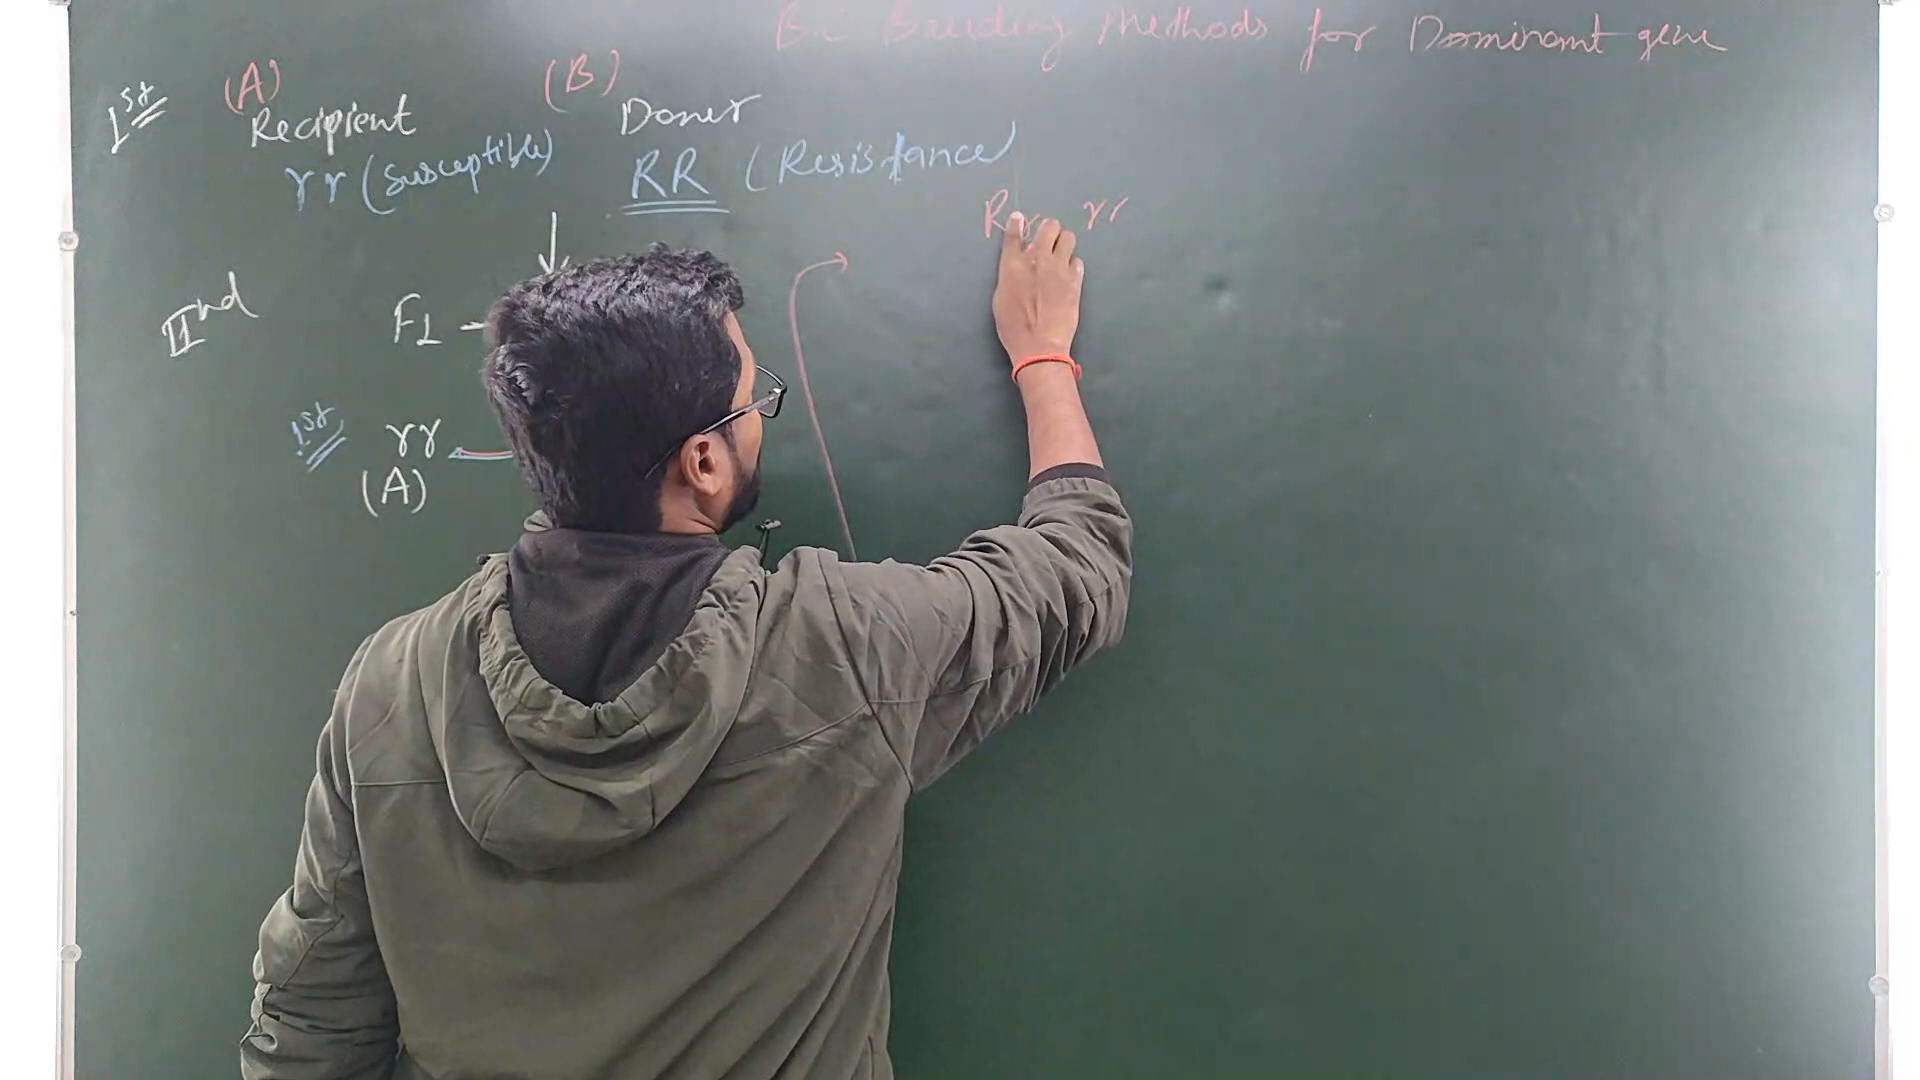 B.C Breeding Methods for Dominant gene
1st (A) (B)
Recipient Doner
rr (Susceptible) RR (Resistance)
Rr rr
IInd F1
1st rr
(A)